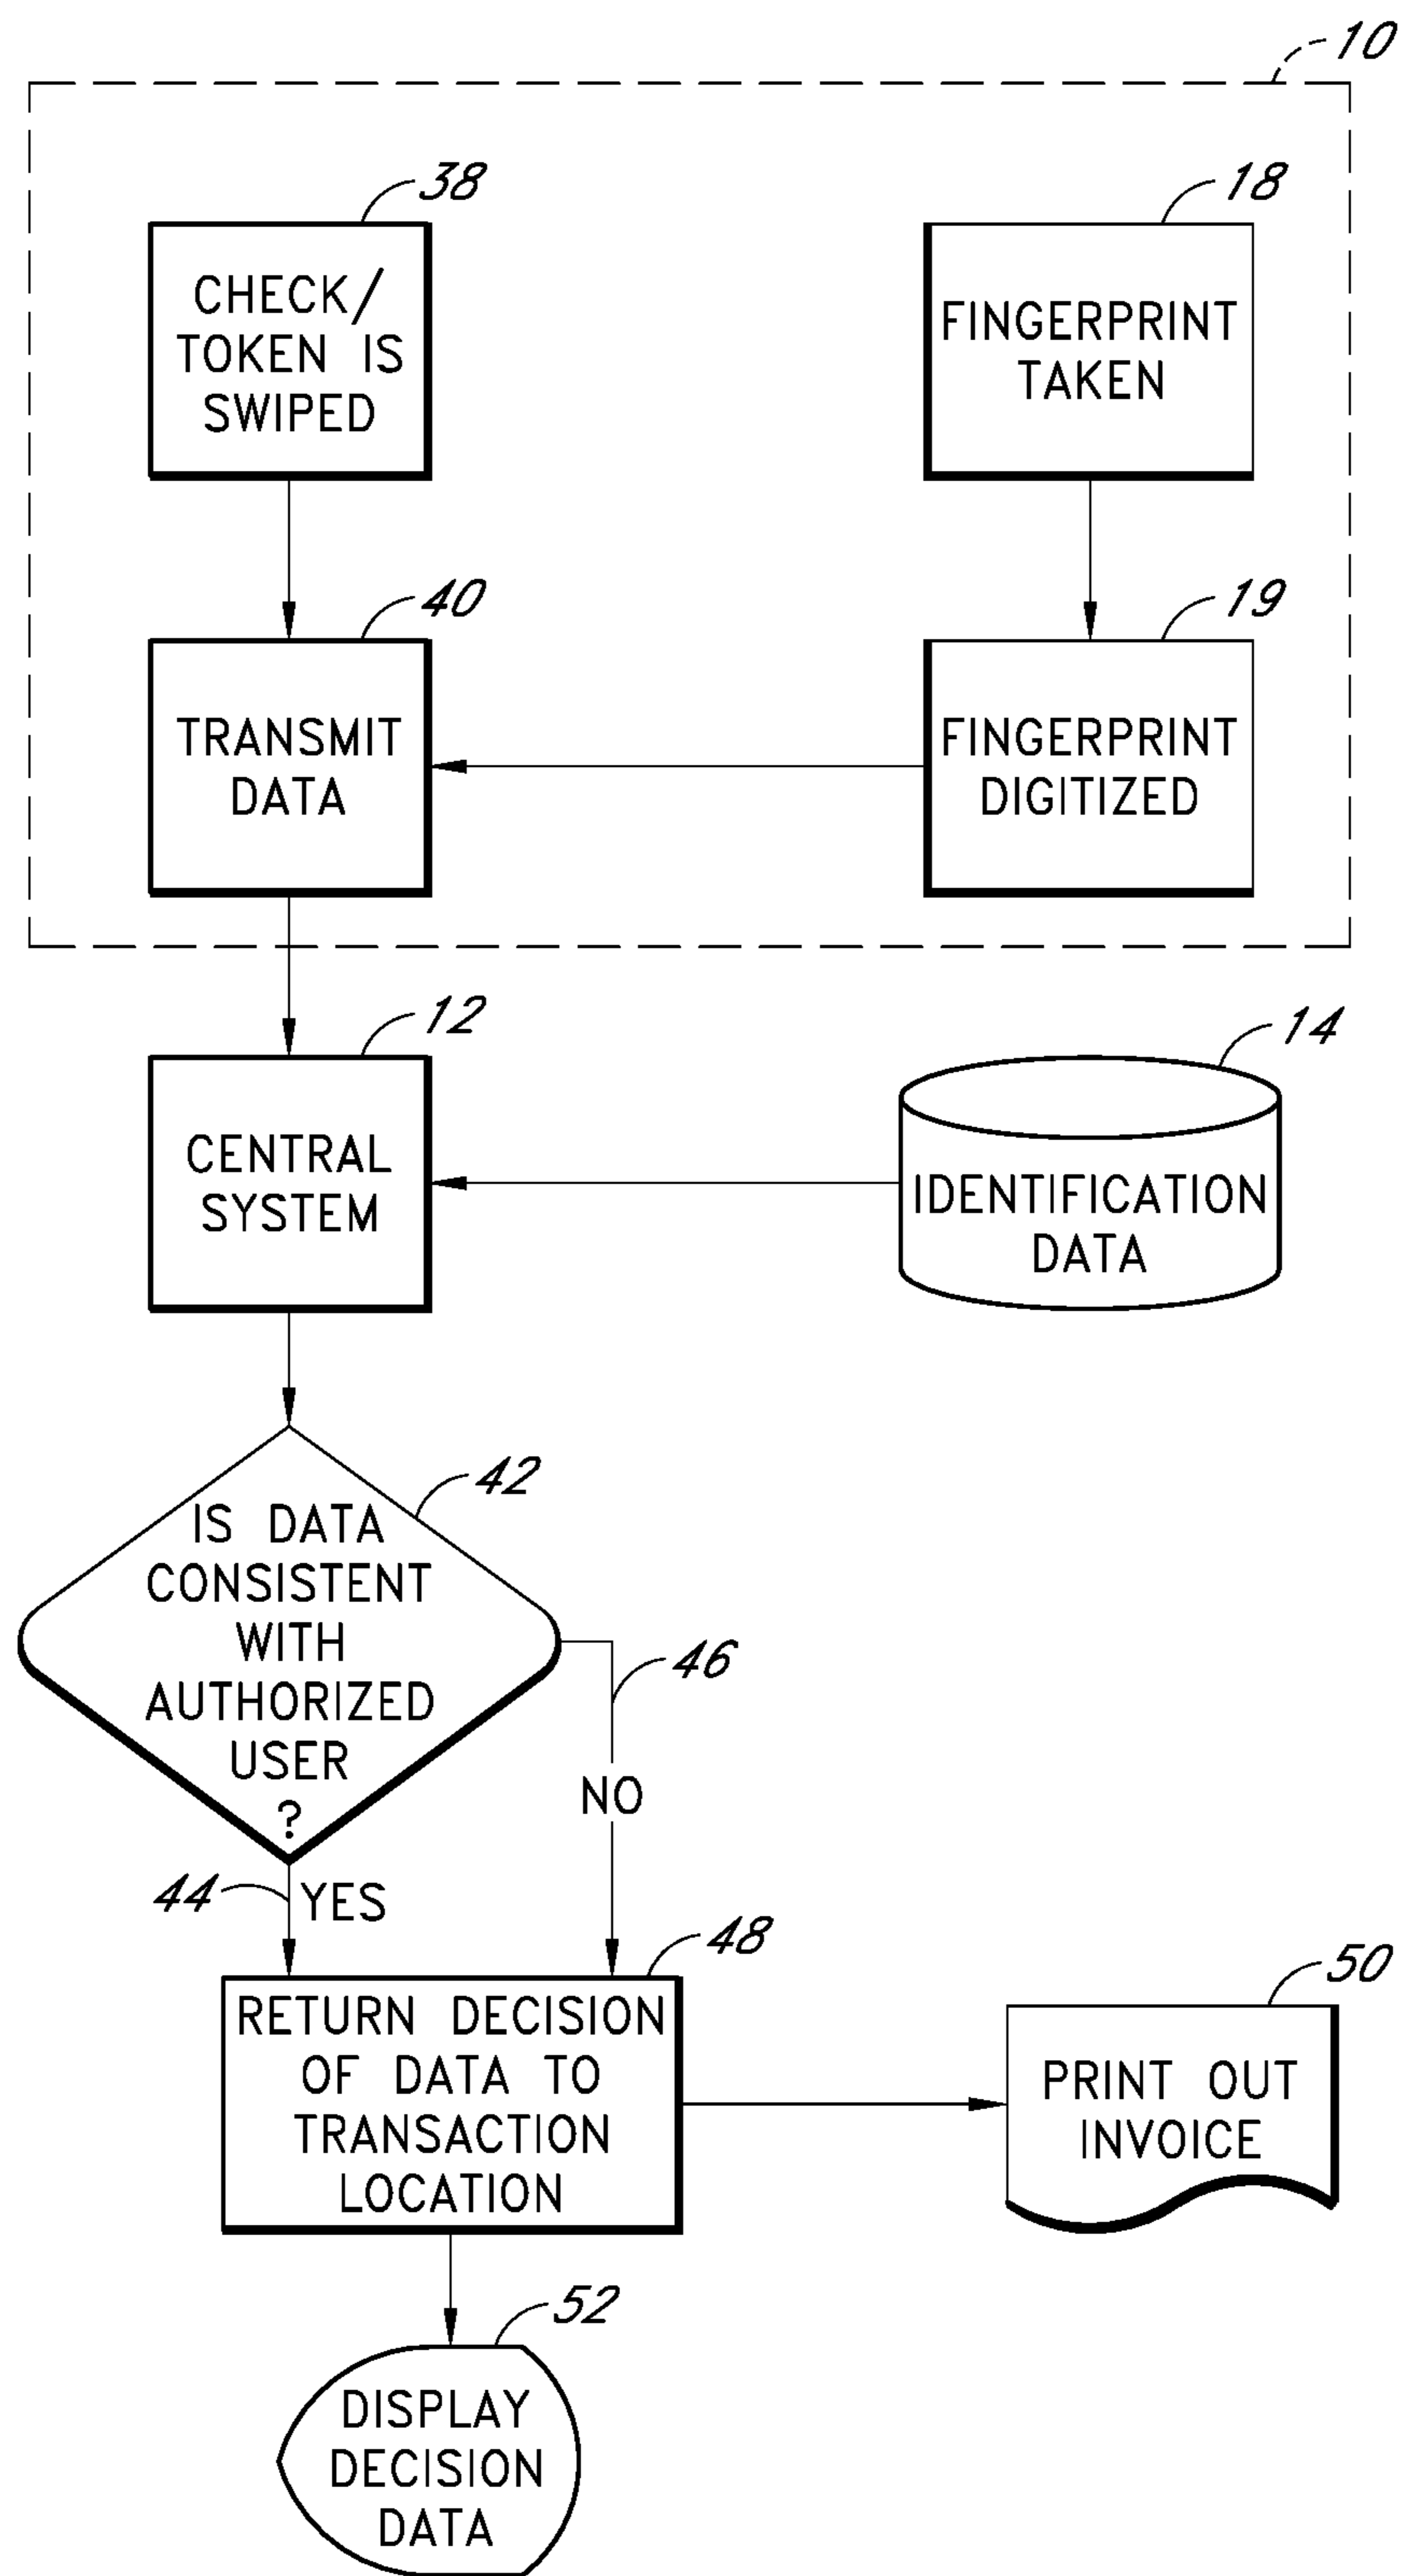 10
38
CHECK/
TOKEN IS
SWIPED
18
FINGERPRINT
TAKEN
40
TRANSMIT
DATA
19
FINGERPRINT
DIGITIZED
12
CENTRAL
SYSTEM
14
IDENTIFICATION
DATA
42
IS DATA
CONSISTENT
WITH
AUTHORIZED
USER
?
46
NO
44
YES
48
RETURN DECISION
OF DATA TO
TRANSACTION
LOCATION
50
PRINT OUT
INVOICE
52
DISPLAY
DECISION
DATA